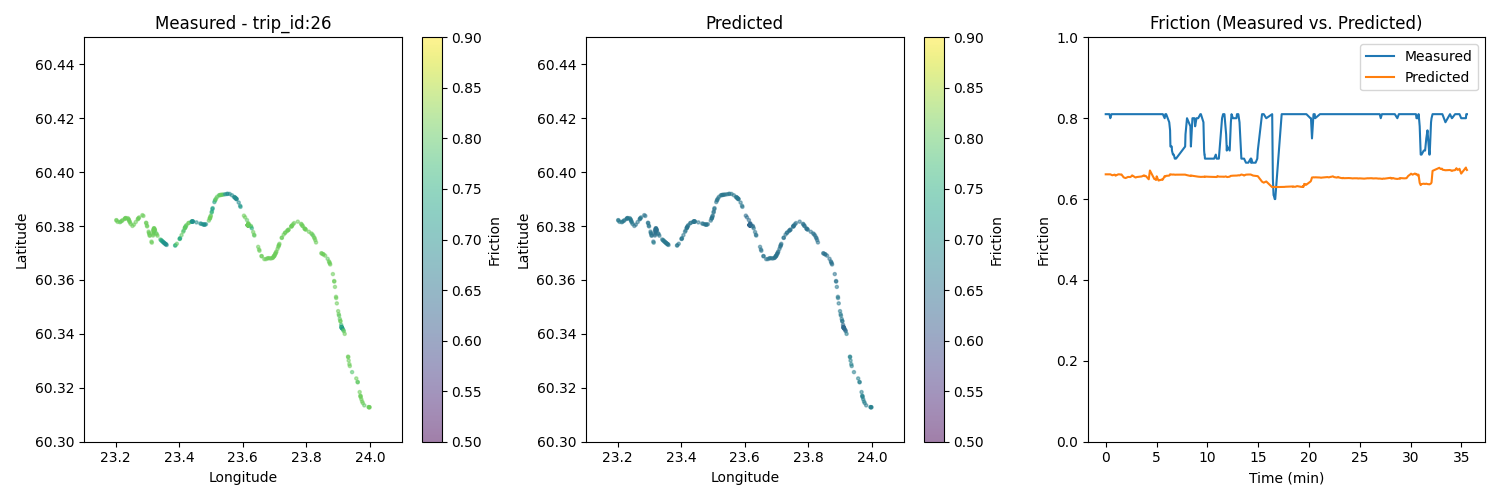 Measured - trip_id:26
60.44
60.42
60.40
60.38
60.36
60.34
60.32
60.30
Latitude
23.2 23.4 23.6 23.8 24.0
Longitude
0.90
0.85
0.80
0.75
0.70
0.65
0.60
0.55
0.50
Friction
Predicted
60.44
60.42
60.40
60.38
60.36
60.34
60.32
60.30
Latitude
23.2 23.4 23.6 23.8 24.0
Longitude
0.90
0.85
0.80
0.75
0.70
0.65
0.60
0.55
0.50
Friction
Friction (Measured vs. Predicted)
1.0
0.8
0.6
0.4
0.2
0.0
Friction
Measured
Predicted
0 5 10 15 20 25 30 35
Time (min)